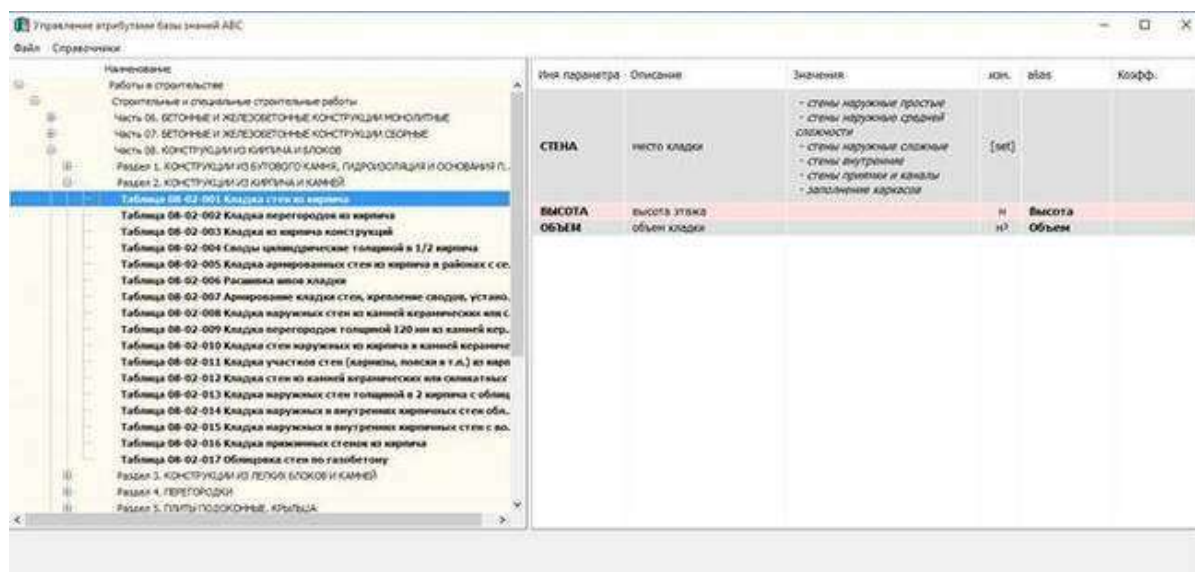 Управление атрибутами базы знаний ABC
Файл Справочники
Наименование
Работы в строительстве
Строительные и специальные строительные работы
Часть 06. БЕТОННЫЕ И ЖЕЛЕЗОБЕТОННЫЕ КОНСТРУКЦИИ МОНОЛИТНЫЕ
Часть 07. БЕТОННЫЕ И ЖЕЛЕЗОБЕТОННЫЕ КОНСТРУКЦИИ СБОРНЫЕ
Часть 08. КОНСТРУКЦИИ ИЗ КИРПИЧА И БЛОКОВ
Раздел 1. КОНСТРУКЦИИ ИЗ БУТОВОГО КАМНЯ, ГИДРОИЗОЛЯЦИЯ И ОСНОВАНИЯ П..
Раздел 2. КОНСТРУКЦИИ ИЗ КИРПИЧА И КАМНЕЙ
Таблица 08-02-001 Кладка стен из кирпича
Таблица 08-02-002 Кладка перегородок из кирпича
Таблица 08-02-003 Кладка из кирпича конструкций
Таблица 08-02-004 Своды цилиндрические толщиной в 1/2 кирпича
Таблица 08-02-005 Кладка армированных стен из кирпича в районах с се..
Таблица 08-02-006 Расшивка швов кладки
Таблица 08-02-007 Армирование кладки стен, крепление сводов, устано..
Таблица 08-02-008 Кладка наружных стен из камней керамических или с
Таблица 08-02-009 Кладка перегородок толщиной 120 мм из камней кер..
Таблица 08-02-010 Кладка стен наружных из кирпича и камней керамиче
Таблица 08-02-011 Кладка участков стен (карнизы, пояски и т.п.) из кирп
Таблица 08-02-012 Кладка стен из камней керамических или силикатных
Таблица 08-02-013 Кладка наружных стен толщиной в 2 кирпича с облиц
Таблица 08-02-014 Кладка наружных и внутренних кирпичных стен обл..
Таблица 08-02-015 Кладка наружных и внутренних кирпичных стен с во..
Таблица 08-02-016 Кладка прижимных стенок из кирпича
Таблица 08-02-017 Облицовка стен по газобетону
Раздел 3. КОНСТРУКЦИИ ИЗ ЛЕГКИХ БЛОКОВ И КАМНЕЙ
Раздел 4. ПЕРЕГОРОДКИ
Раздел 5. ПЛИТЫ ПОДОКОННЫЕ, КРЫЛЬЦА
Имя параметра Описание Значения изм. alias Коэфф.
- стены наружные простые
- стены наружные средней
сложности
СТЕНА место кладки - стены наружные сложные [set]
- стены внутренние
- стены приямки и каналы
- заполнение каркасов
ВЫСОТА высота этажа м Высота
ОБЪЕМ объем кладки м3 Объем